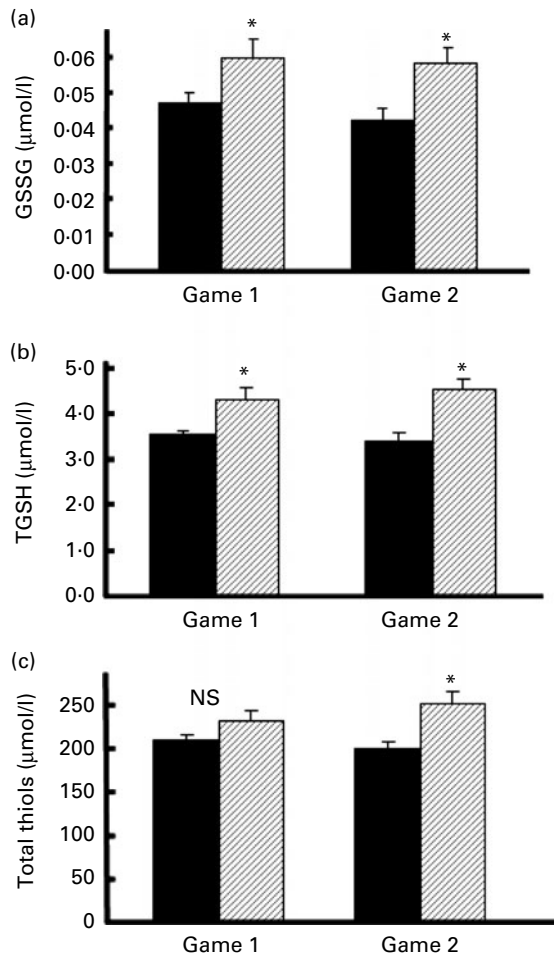 (a)
*
*
GSSG (μmol/l)
0·06
0·05
0·04
0·03
0·02
0·01
0·00
Game 1
Game 2
(b)
*
*
TGSH (μmol/l)
5·0
4·0
3·0
2·0
1·0
0·0
Game 1
Game 2
(c)
*
NS
Total thiols (μmol/l)
250
200
150
100
50
0
Game 1
Game 2